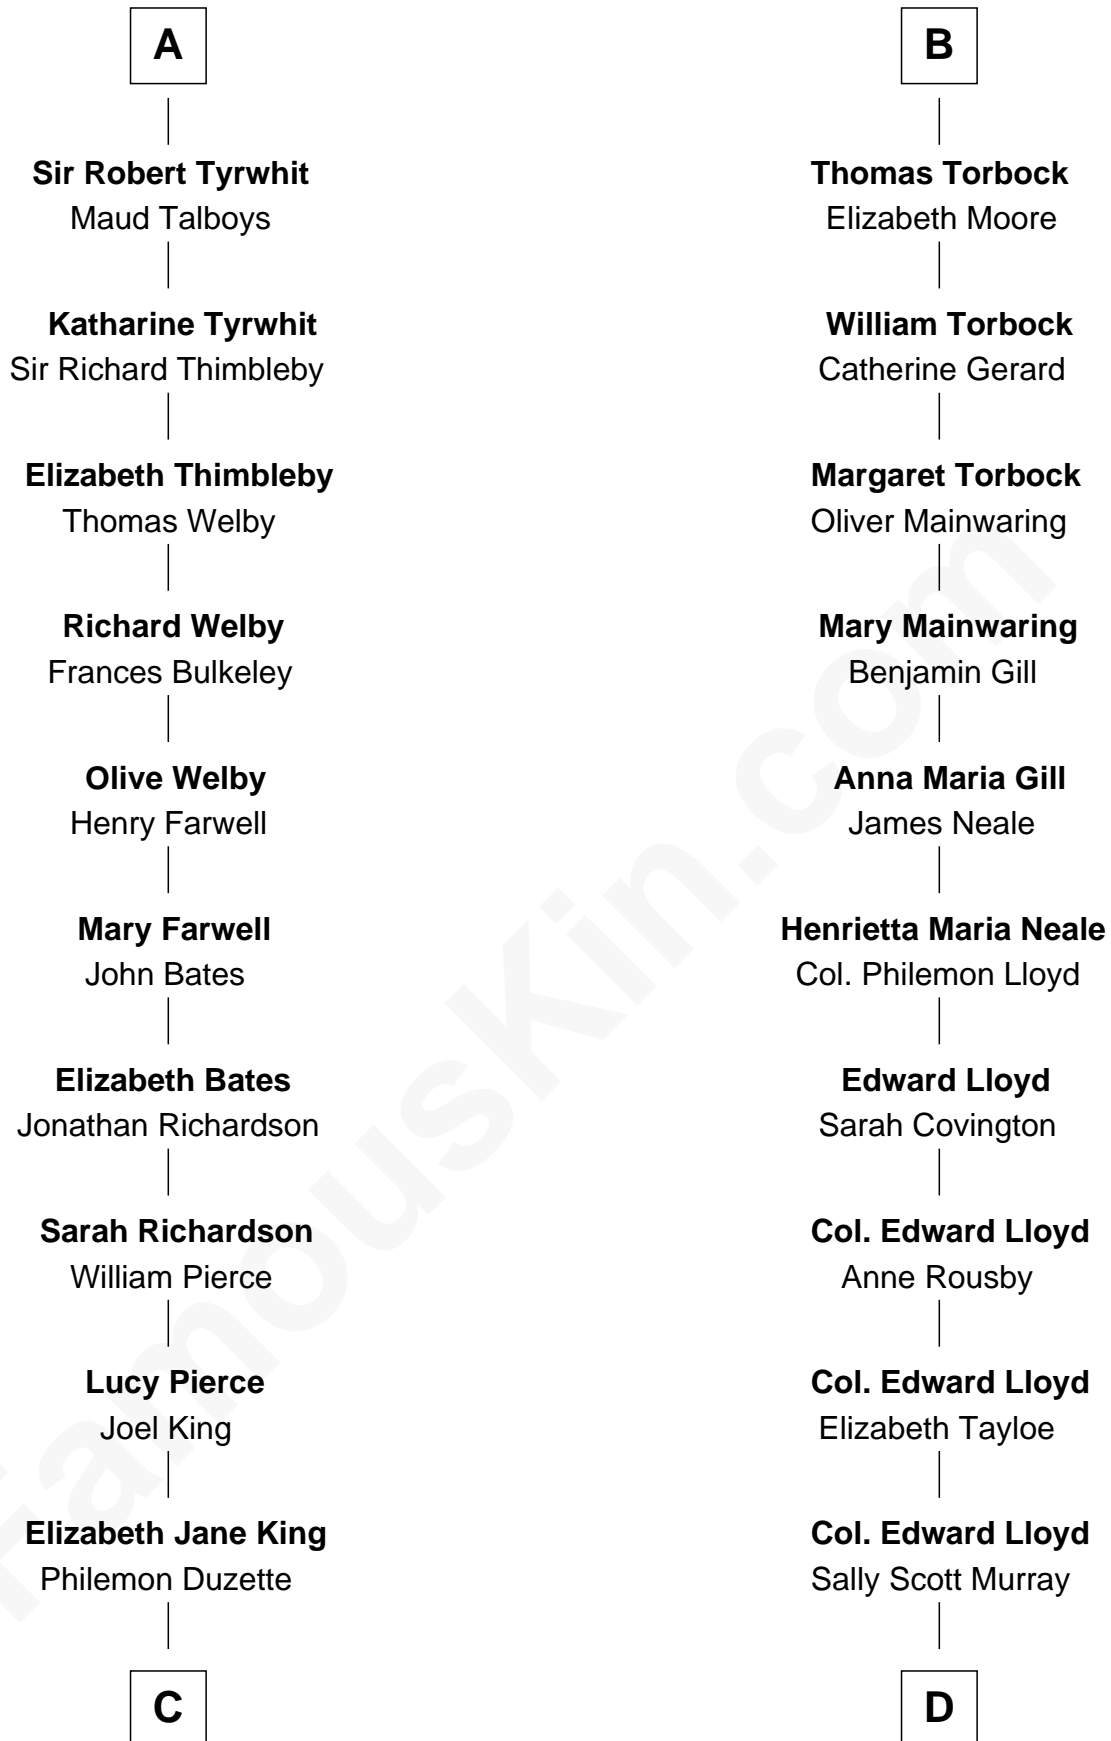 A
Sir Robert Tyrwhit
Maud Talboys
Katharine Tyrwhit
Sir Richard Thimbleby
Elizabeth Thimbleby
Thomas Welby
Richard Welby
Frances Bulkeley
Olive Welby
Henry Farwell
Mary Farwell
John Bates
Elizabeth Bates
Jonathan Richardson
Sarah Richardson
William Pierce
Lucy Pierce
Joel King
Elizabeth Jane King
Philemon Duzette
C
B
Thomas Torbock
Elizabeth Moore
William Torbock
Catherine Gerard
Margaret Torbock
Oliver Mainwaring
Mary Mainwaring
Benjamin Gill
Anna Maria Gill
James Neale
Henrietta Maria Neale
Col. Philemon Lloyd
Edward Lloyd
Sarah Covington
Col. Edward Lloyd
Anne Rousby
Col. Edward Lloyd
Elizabeth Tayloe
Col. Edward Lloyd
Sally Scott Murray
D
FamousKin.com